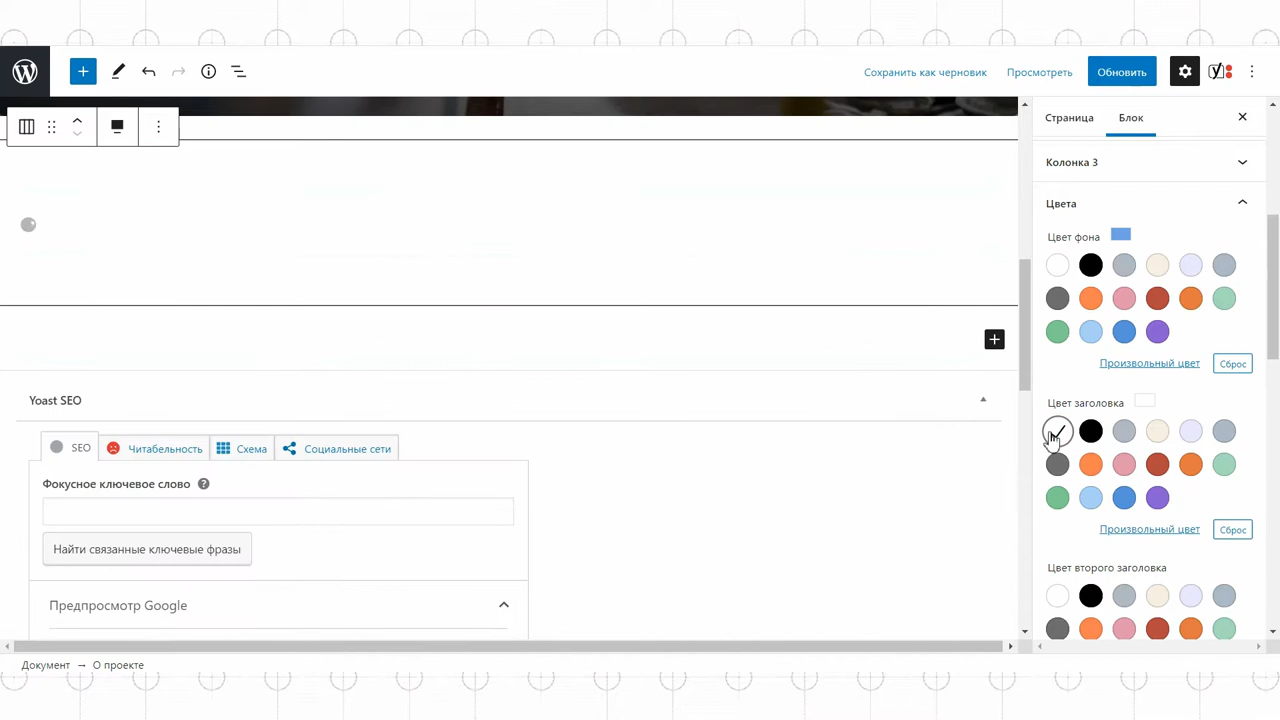 Сохранить как черновик Просмотреть Обновить
Страница Блок
Колонка 3
Цвета
Цвет фона
Произвольный цвет Сброс
Цвет заголовка
Произвольный цвет Сброс
Цвет второго заголовка
Yoast SEO
SEO Читабельность Схема Социальные сети
Фокусное ключевое слово ?
Найти связанные ключевые фразы
Предпросмотр Google
Документ → О проекте